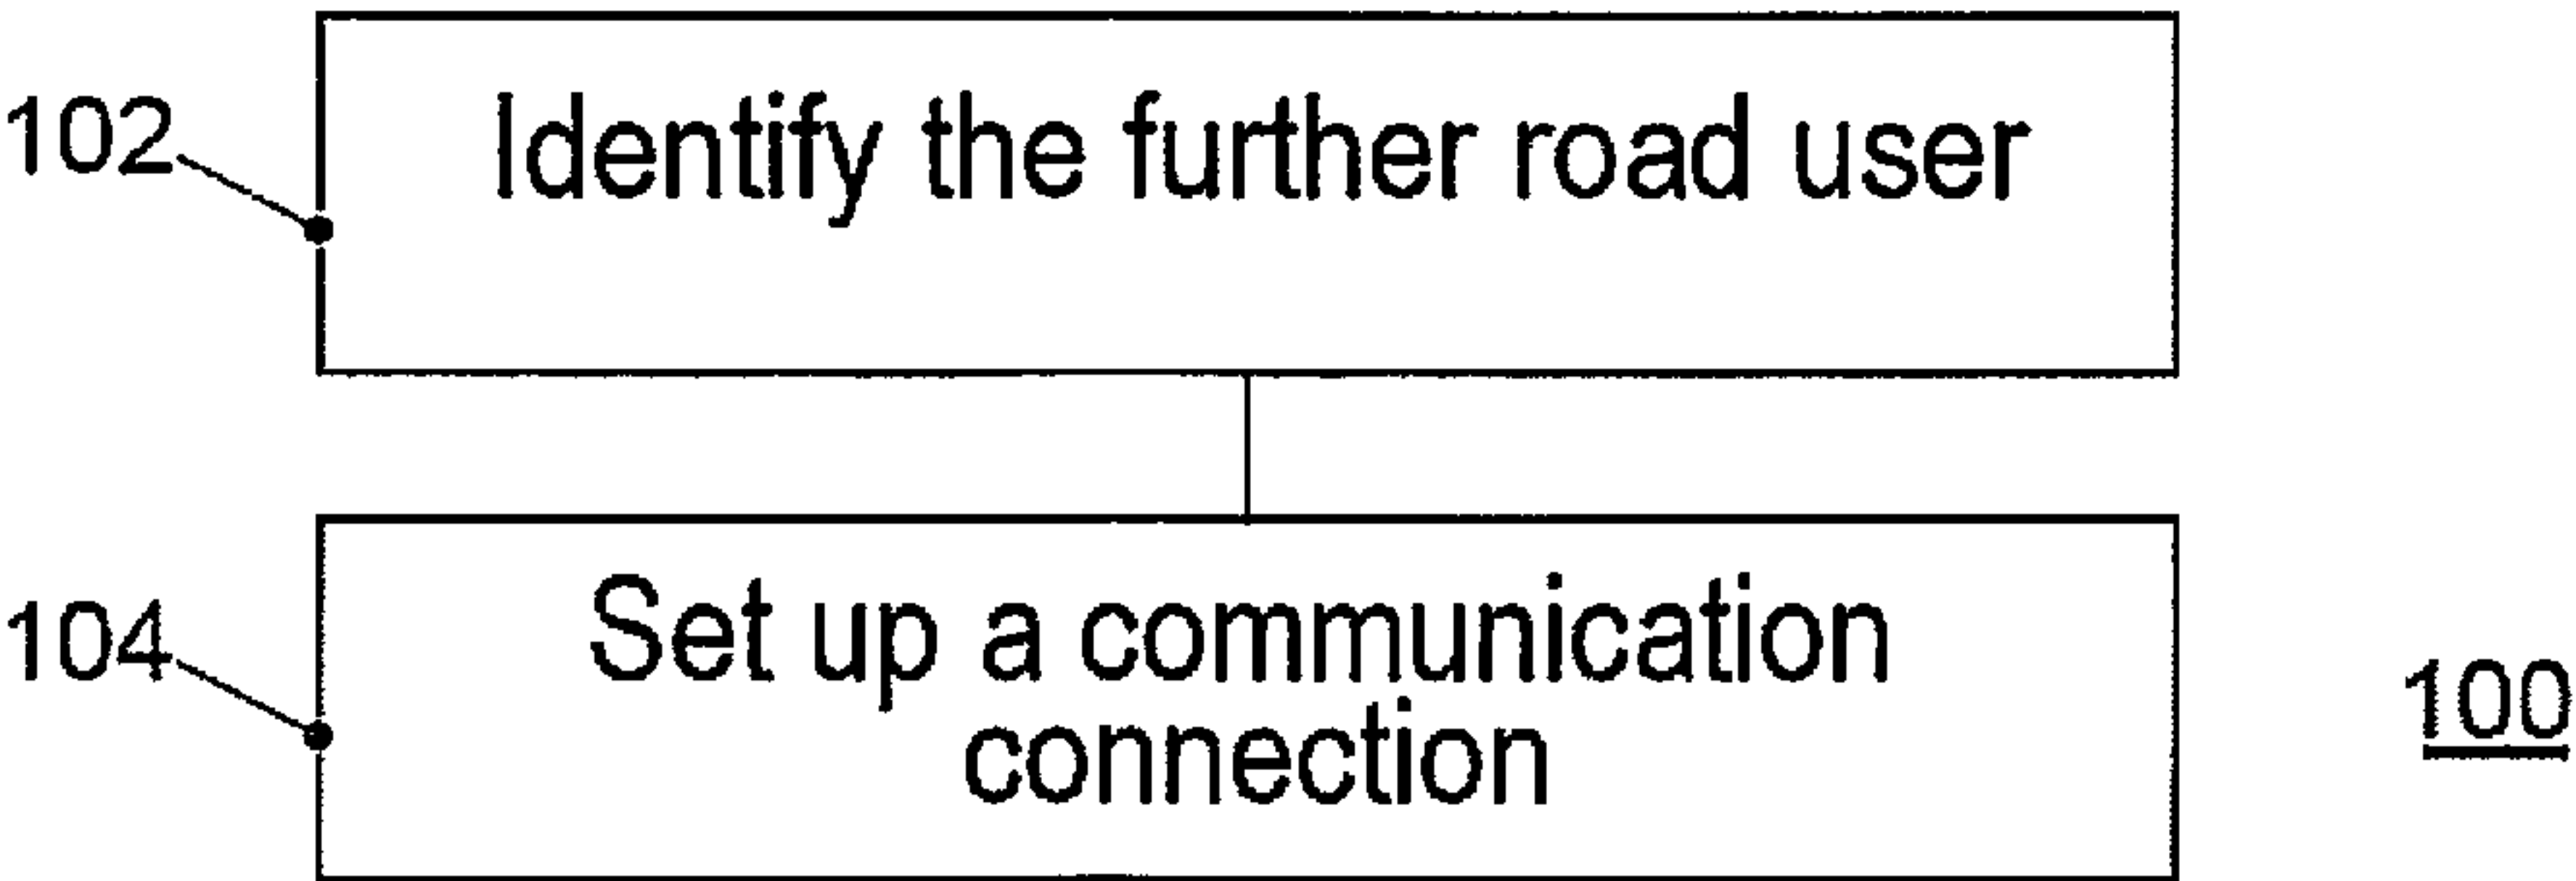 102
Identify the further road user
104
Set up a communication
connection
100